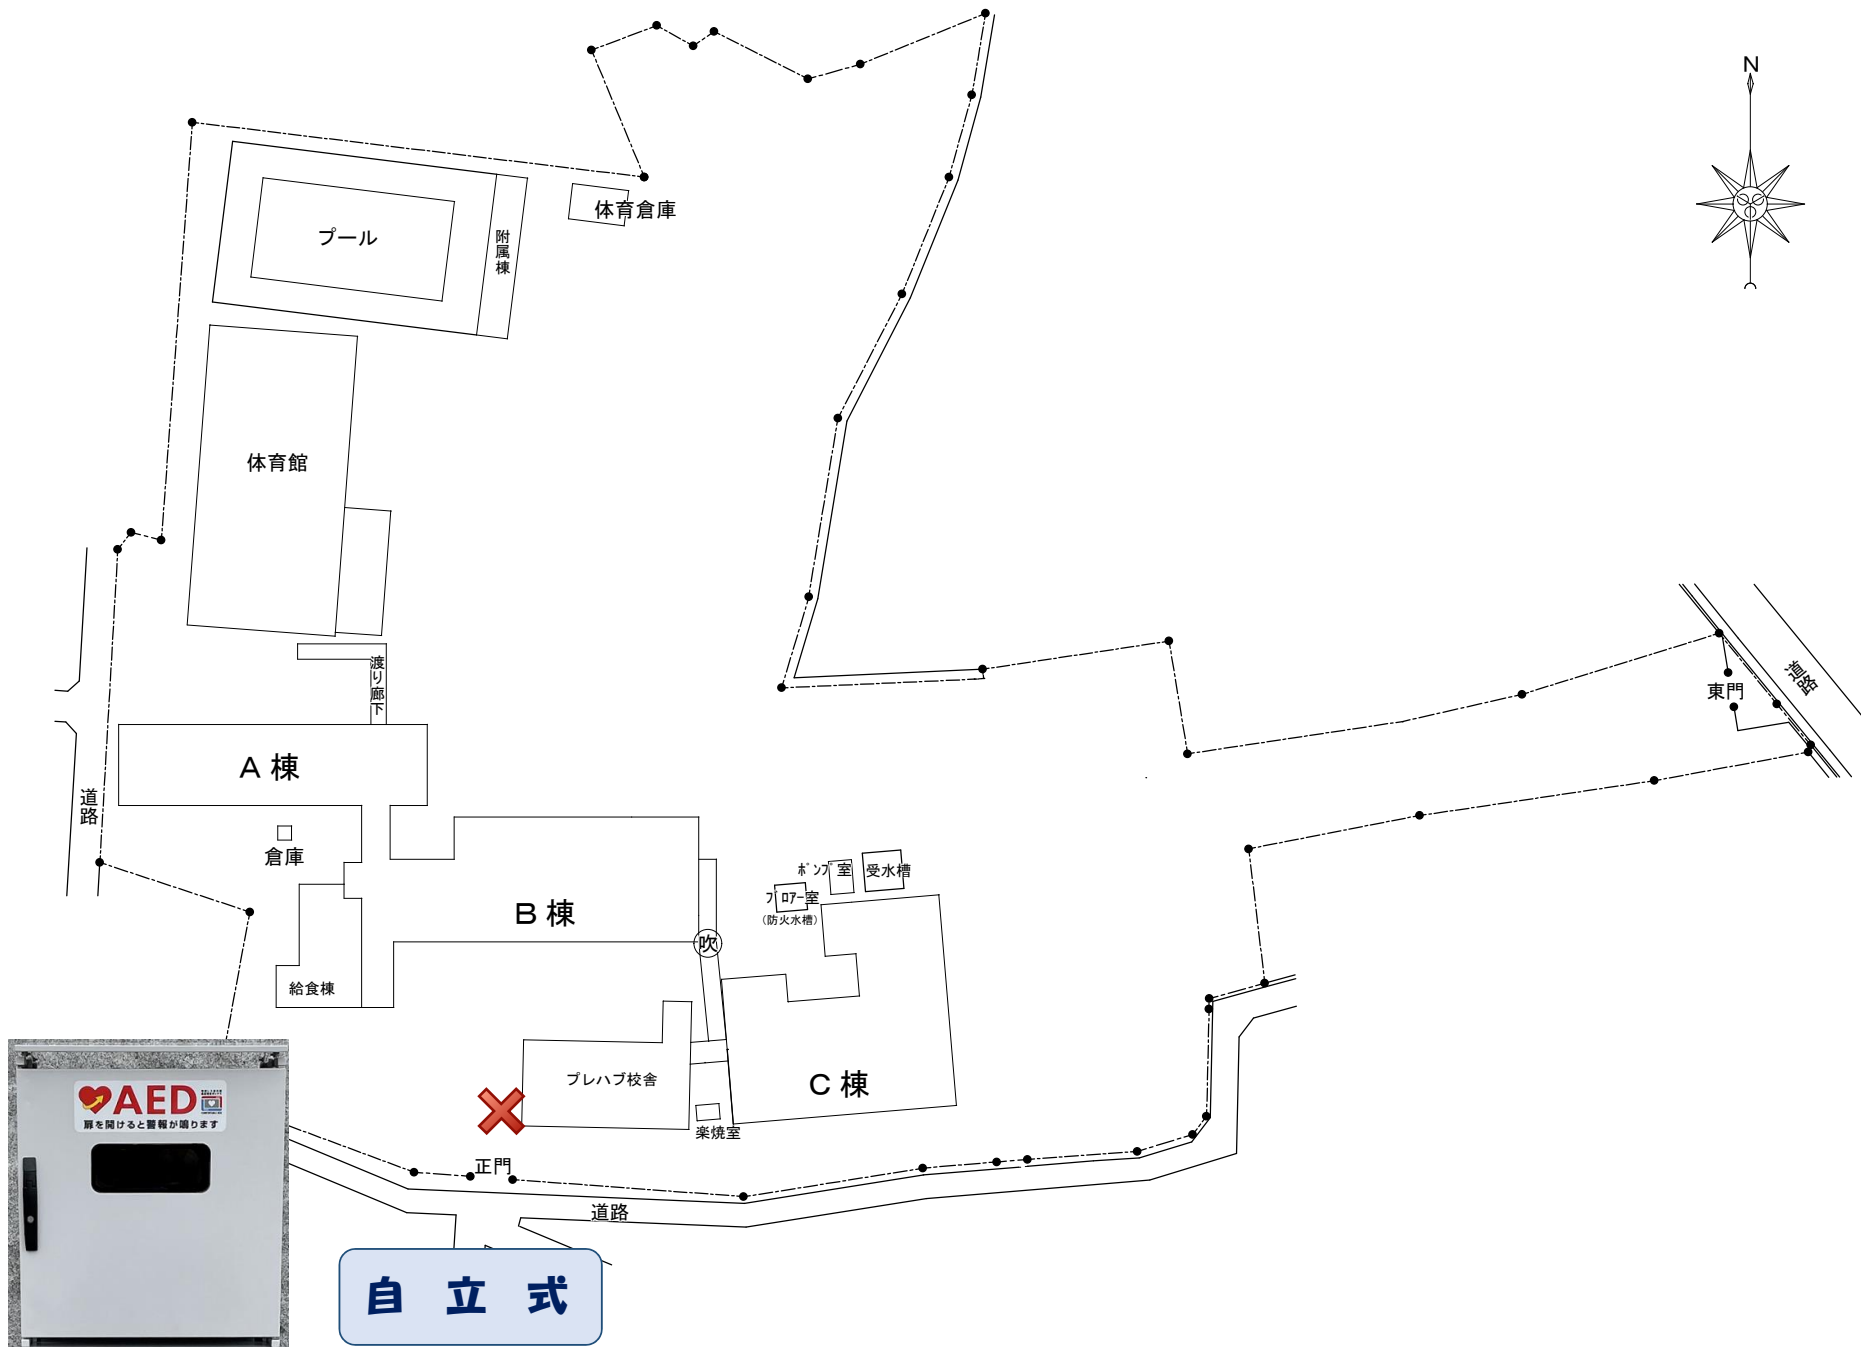 N
体育倉庫
プール
附属棟
体育館
渡り廊下
道路
東門
A 棟
道路
倉庫
ポンプ室
受水槽
ブロアー室
(防火水槽)
B 棟
吹
給食棟
プレハブ校舎
C 棟
楽焼室
AED
扉を開けると警報が鳴ります
正門
道路
自 立 式